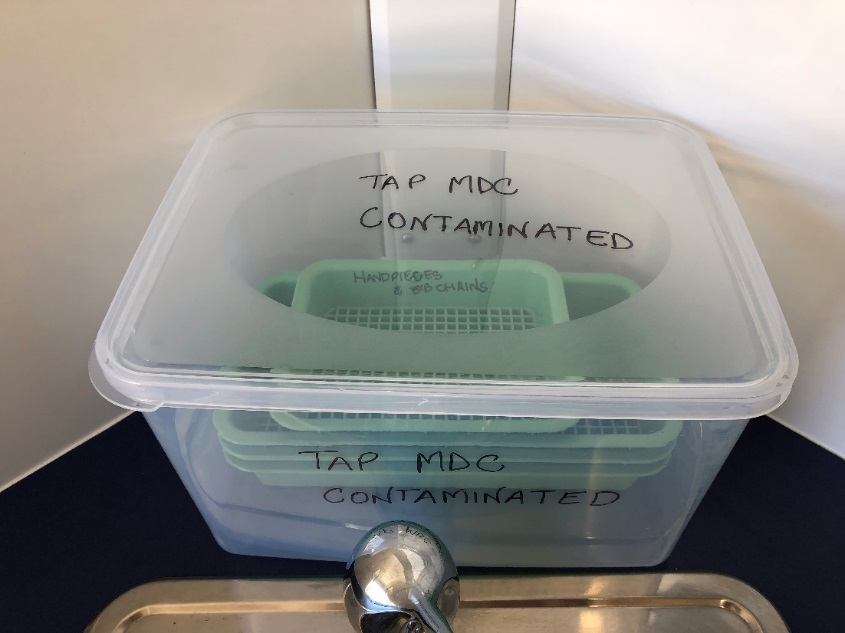 TAP MDC
CONTAMINATED
HANDPIECES
& BIB CHAINS
TAP MDC
CONTAMINATED